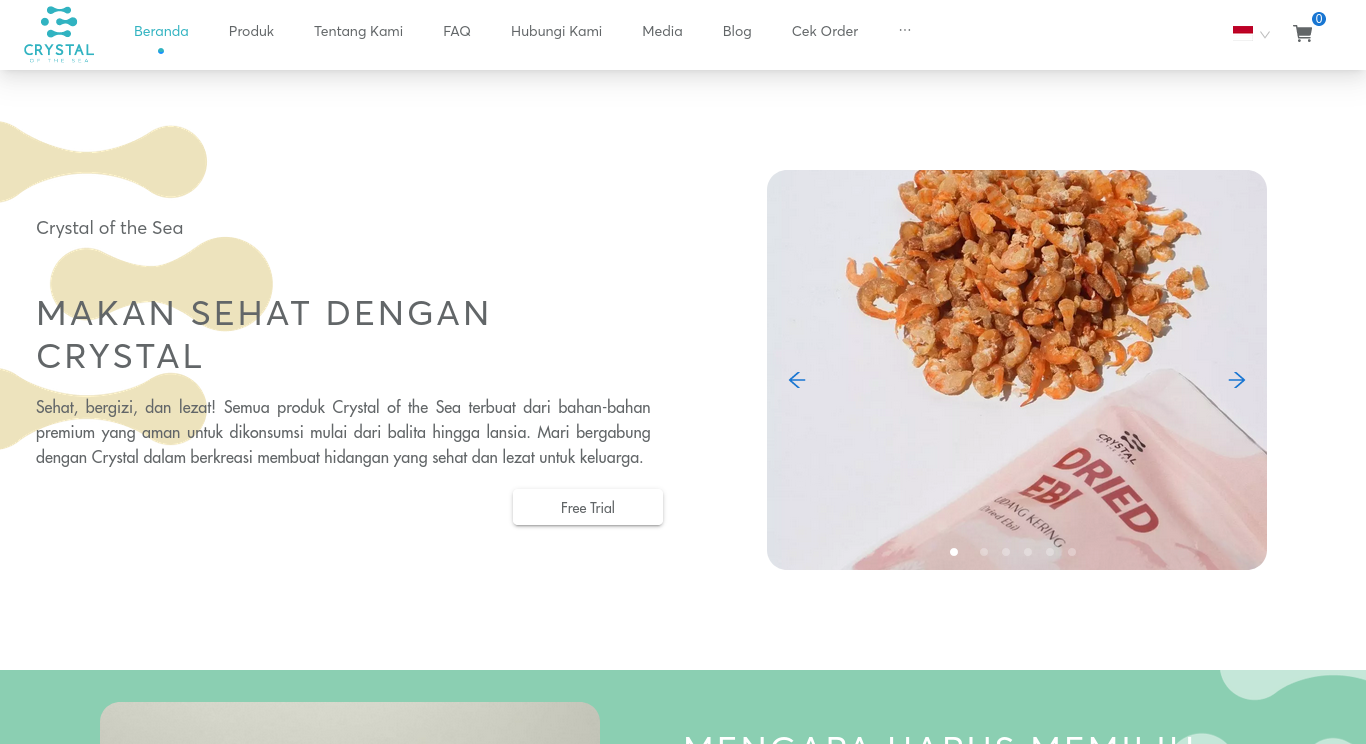 CRYSTAL
OF THE SEA
Beranda
Produk
Tentang Kami
FAQ
Hubungi Kami
Media
Blog
Cek Order
···
0
Crystal of the Sea
MAKAN SEHAT DENGAN
CRYSTAL
Sehat, bergizi, dan lezat! Semua produk Crystal of the Sea terbuat dari bahan-bahan
premium yang aman untuk dikonsumsi mulai dari balita hingga lansia. Mari bergabung
dengan Crystal dalam berkreasi membuat hidangan yang sehat dan lezat untuk keluarga.
Free Trial
CRYSTAL
OF THE SEA
DRIED
EBI
UDANG KERING
(Dried Ebi)
MENGAPA HARUS MEMILIH